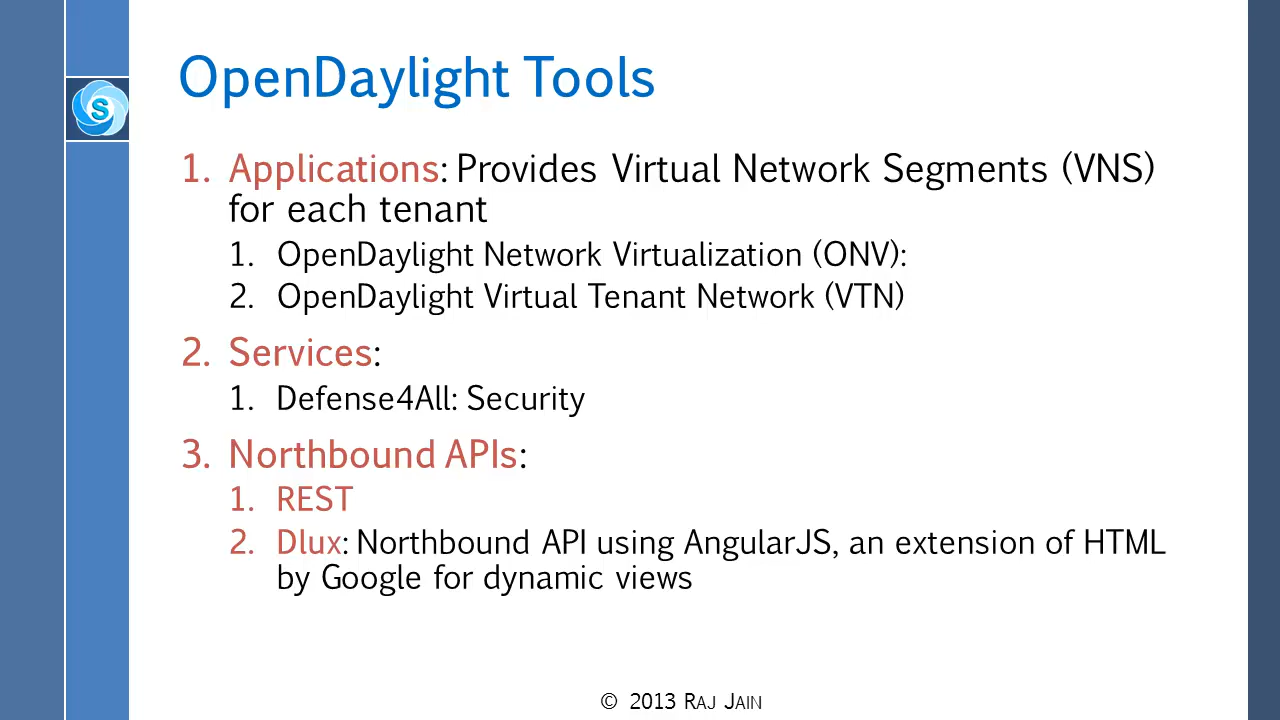 OpenDaylight Tools
S
1. Applications: Provides Virtual Network Segments (VNS)
for each tenant
1. OpenDaylight Network Virtualization (ONV):
2. OpenDaylight Virtual Tenant Network (VTN)
2. Services:
1. Defense4All: Security
3. Northbound APIs:
1. REST
2. Dlux: Northbound API using AngularJS, an extension of HTML
by Google for dynamic views
© 2013 RAJ JAIN